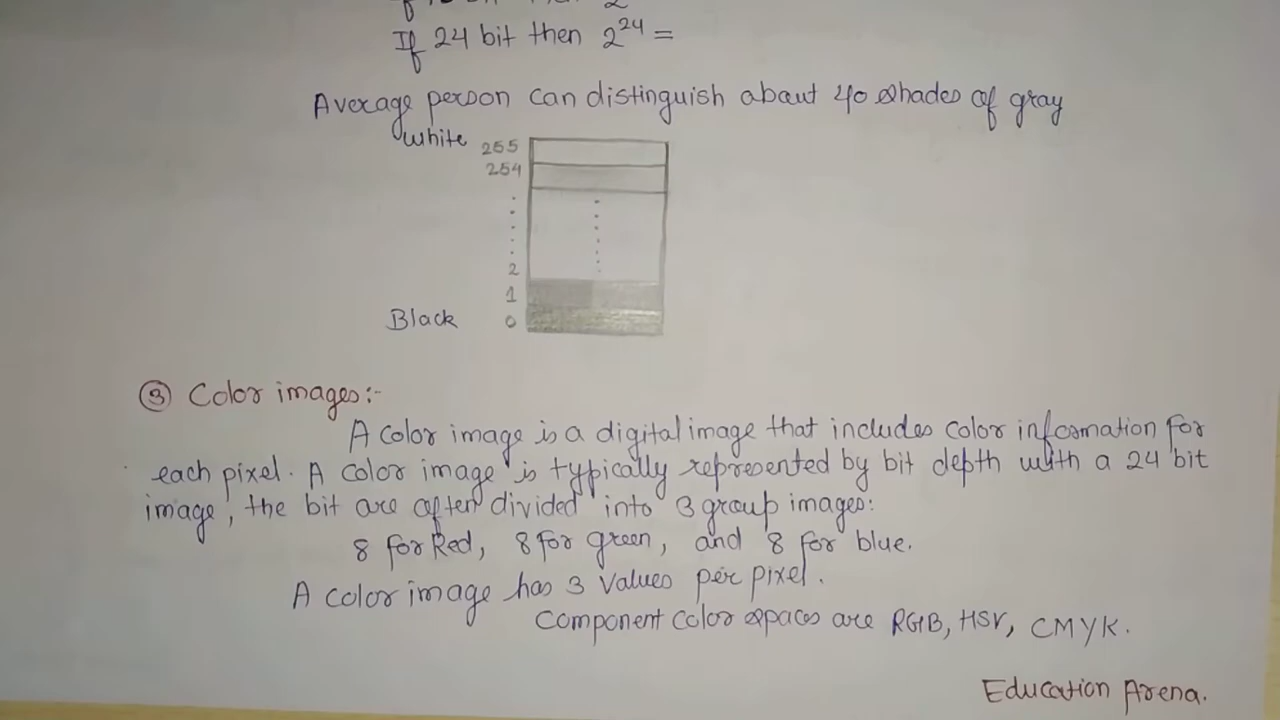 If 24 bit then 2^24 =
Average person can distinguish about 40 shades of gray
white 255
254
2
1
Black 0
③ Color images:-
A color image is a digital image that includes color information for
each pixel. A color image is typically represented by bit depth with a 24 bit
image, the bit are often divided into 3 group images:
8 for Red, 8 for green, and 8 for blue.
A color image has 3 values per pixel.
Component color spaces are RGB, HSV, CMYK.
Education Arena.